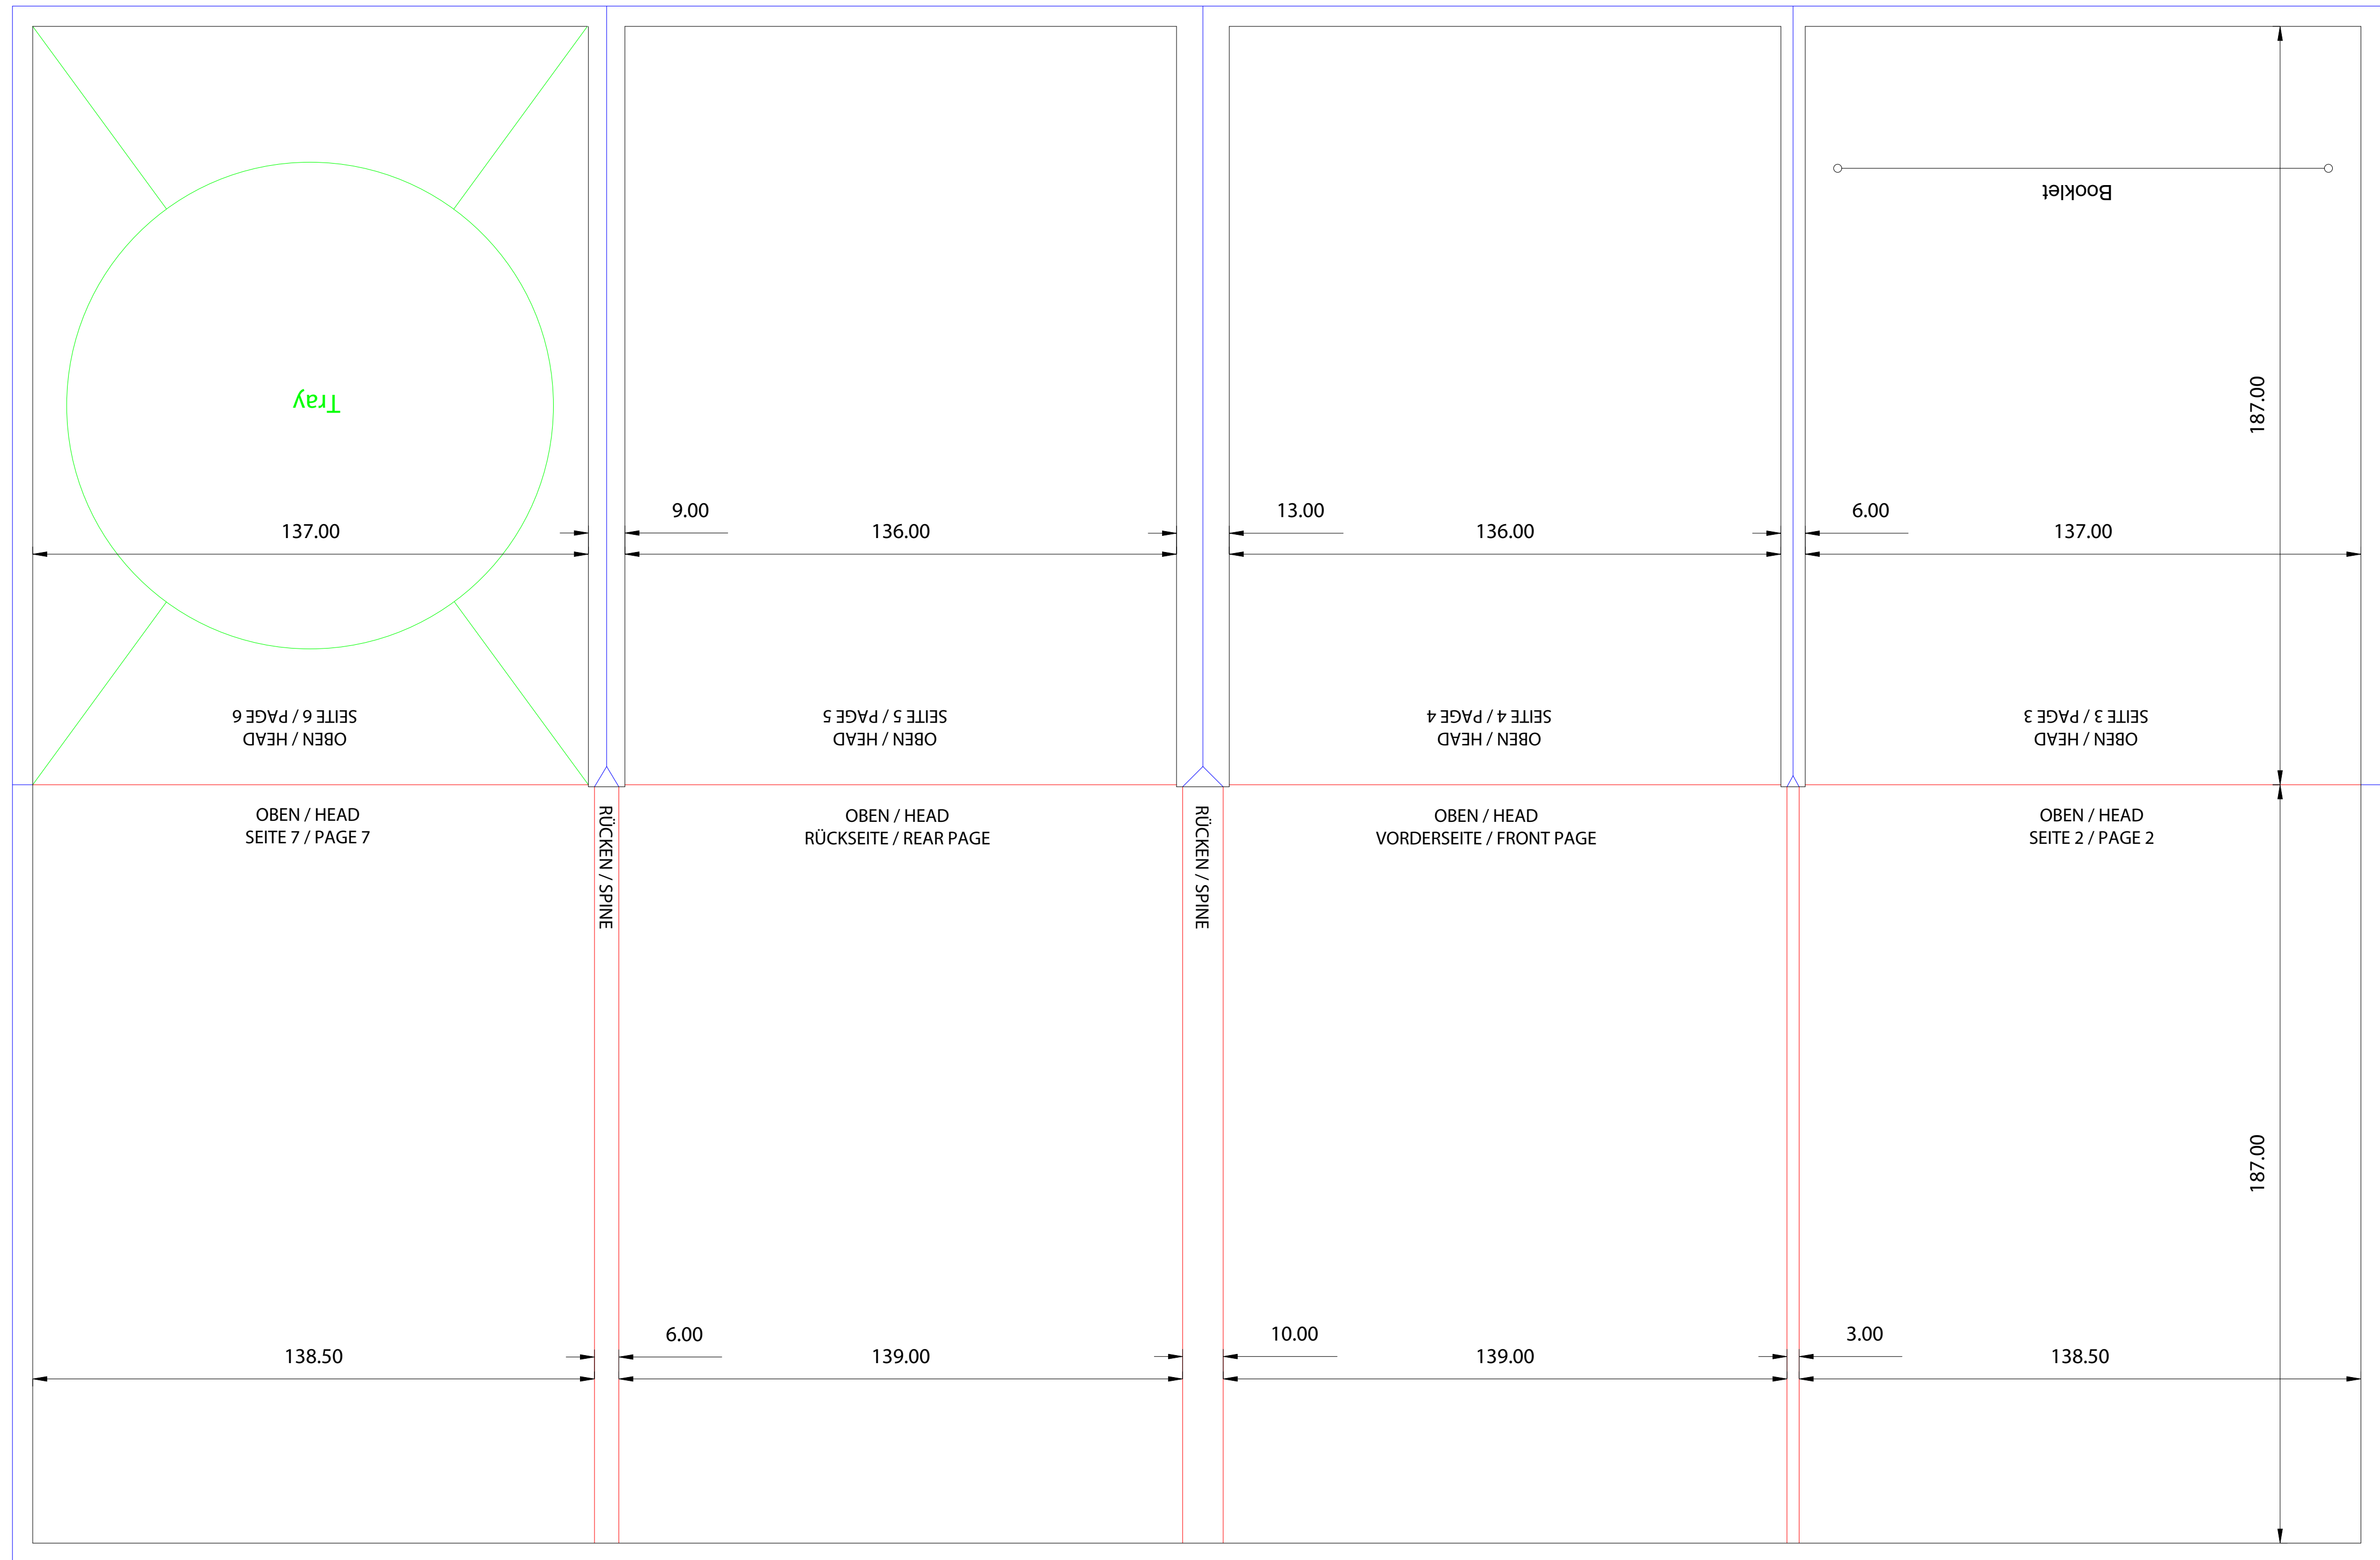 Booklet
Tray
187.00
9.00
13.00
6.00
137.00
136.00
136.00
137.00
SEITE 6 / PAGE 6
OBEN / HEAD
SEITE 5 / PAGE 5
OBEN / HEAD
SEITE 4 / PAGE 4
OBEN / HEAD
SEITE 3 / PAGE 3
OBEN / HEAD
OBEN / HEAD
SEITE 7 / PAGE 7
RÜCKEN / SPINE
OBEN / HEAD
RÜCKSEITE / REAR PAGE
RÜCKEN / SPINE
OBEN / HEAD
VORDERSEITE / FRONT PAGE
OBEN / HEAD
SEITE 2 / PAGE 2
187.00
6.00
10.00
3.00
138.50
139.00
139.00
138.50